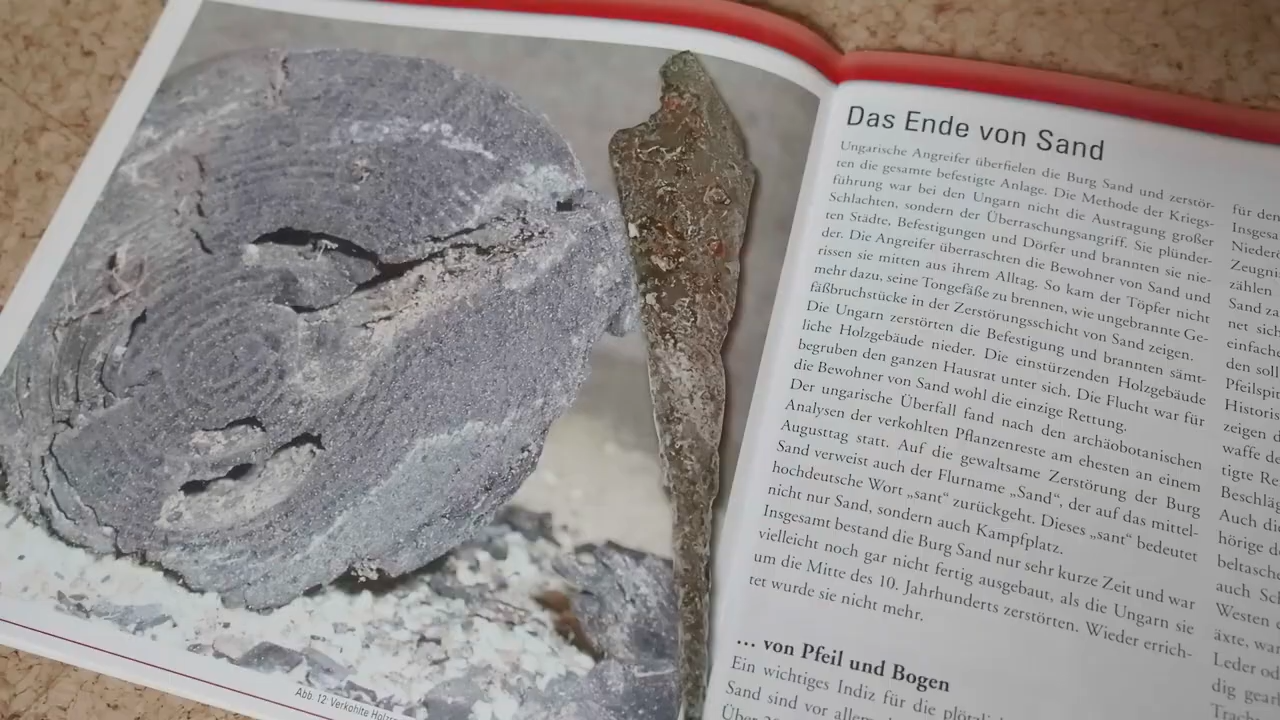 Das Ende von Sand
Ungarische Angreifer überfielen die Burg Sand und zerstör-
ten die gesamte befestigte Anlage. Die Methode der Kriegs-
führung war bei den Ungarn nicht die Austragung großer
Schlachten, sondern der Überraschungsangriff. Sie plünder-
ten Städte, Befestigungen und Dörfer und brannten sie nie-
der. Die Angreifer überraschten die Bewohner von Sand und
rissen sie mitten aus ihrem Alltag. So kam der Töpfer nicht
mehr dazu, seine Tongefäße zu brennen, wie ungebrannte Ge-
fäßbruchstücke in der Zerstörungsschicht von Sand zeigen.
Die Ungarn zerstörten die Befestigung und brannten sämt-
liche Holzgebäude nieder. Die einstürzenden Holzgebäude
begruben den ganzen Hausrat unter sich. Die Flucht war für
die Bewohner von Sand wohl die einzige Rettung.
Der ungarische Überfall fand nach den archäobotanischen
Analysen der verkohlten Pflanzenreste am ehesten an einem
Augusttag statt. Auf die gewaltsame Zerstörung der Burg
Sand verweist auch der Flurname „Sand“, der auf das mittel-
hochdeutsche Wort „sant“ zurückgeht. Dieses „sant“ bedeutet
nicht nur Sand, sondern auch Kampfplatz.
Insgesamt bestand die Burg Sand nur sehr kurze Zeit und war
vielleicht noch gar nicht fertig ausgebaut, als die Ungarn sie
um die Mitte des 10. Jahrhunderts zerstörten. Wieder errich-
tet wurde sie nicht mehr.
... von Pfeil und Bogen
Ein wichtiges Indiz für die
Sand sind vor
Über
für
Insgesa
Nieder
Zeugni
zählen
Sand za
net sich
einfach
den soll
Pfeilspi
Historis
zeigen d
waffe de
tigte Re
Beschlä
Auch di
hörige d
beltasch
auch Sc
Westen
äxte, wa
Leder od
dig gear
Abb. 12: Verkohlte